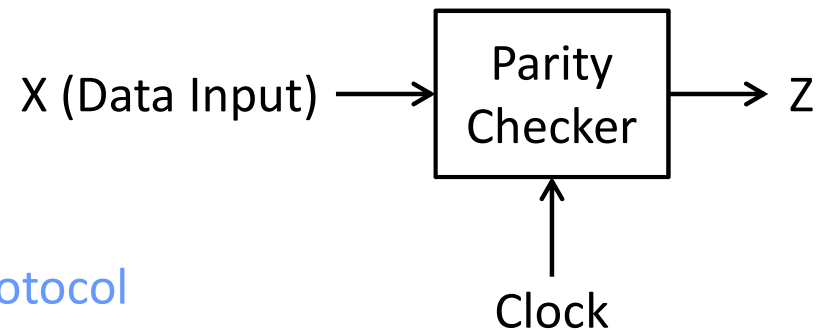 X (Data Input)
Parity
Checker
Z
otocol
Clock